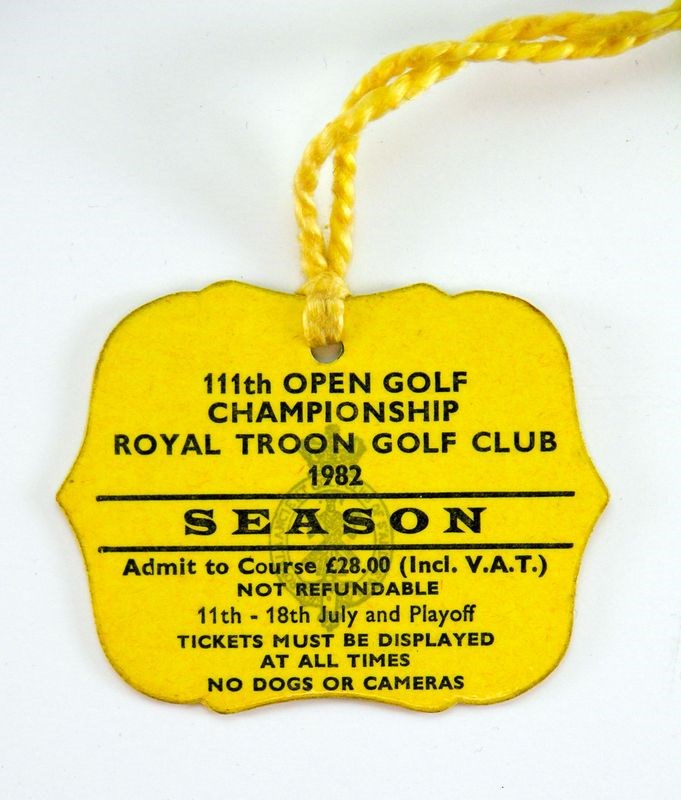 111th OPEN GOLF
CHAMPIONSHIP
ROYAL TROON GOLF CLUB
1982
SEASON
Admit to Course £28.00 (Incl. V.A.T.)
NOT REFUNDABLE
11th - 18th July and Playoff
TICKETS MUST BE DISPLAYED
AT ALL TIMES
NO DOGS OR CAMERAS